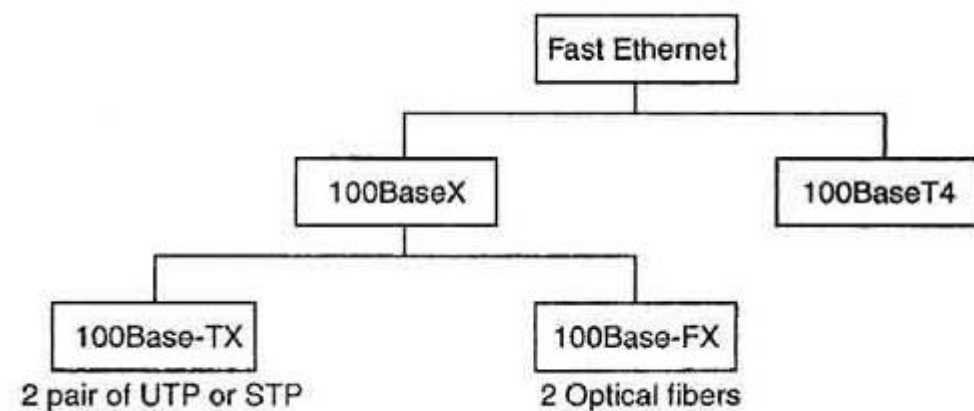 Fast Ethernet
100BaseX
100BaseT4
100Base-TX
100Base-FX
2 pair of UTP or STP
2 Optical fibers